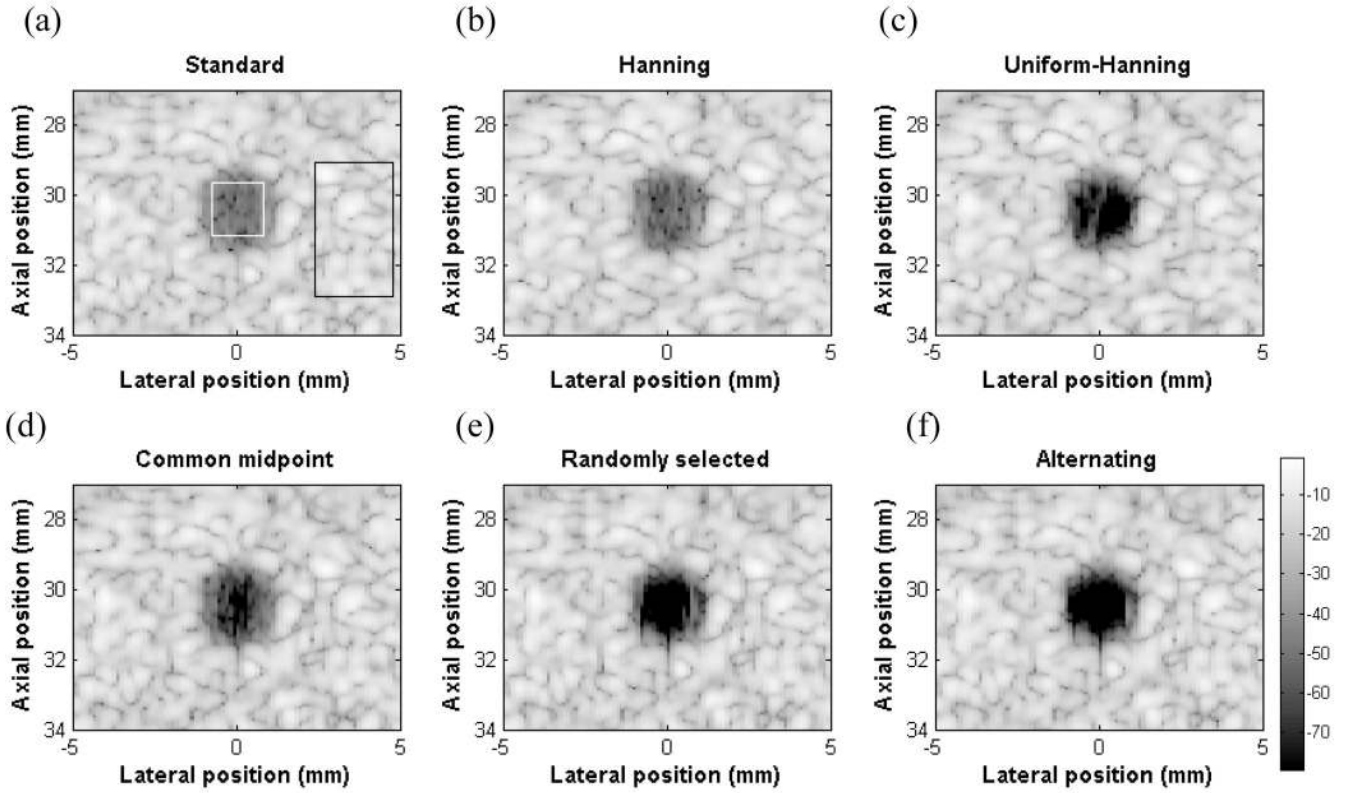 (a)
(b)
(c)
Standard
Hanning
Uniform-Hanning
Axial position (mm)
28
30
32
34
-5
0
5
Lateral position (mm)
Axial position (mm)
28
30
32
34
-5
0
5
Lateral position (mm)
Axial position (mm)
28
30
32
34
-5
0
5
Lateral position (mm)
(d)
(e)
(f)
Common midpoint
Randomly selected
Alternating
Axial position (mm)
28
30
32
34
-5
0
5
Lateral position (mm)
Axial position (mm)
28
30
32
34
-5
0
5
Lateral position (mm)
Axial position (mm)
28
30
32
34
-5
0
5
Lateral position (mm)
-10
-20
-30
-40
-50
-60
-70